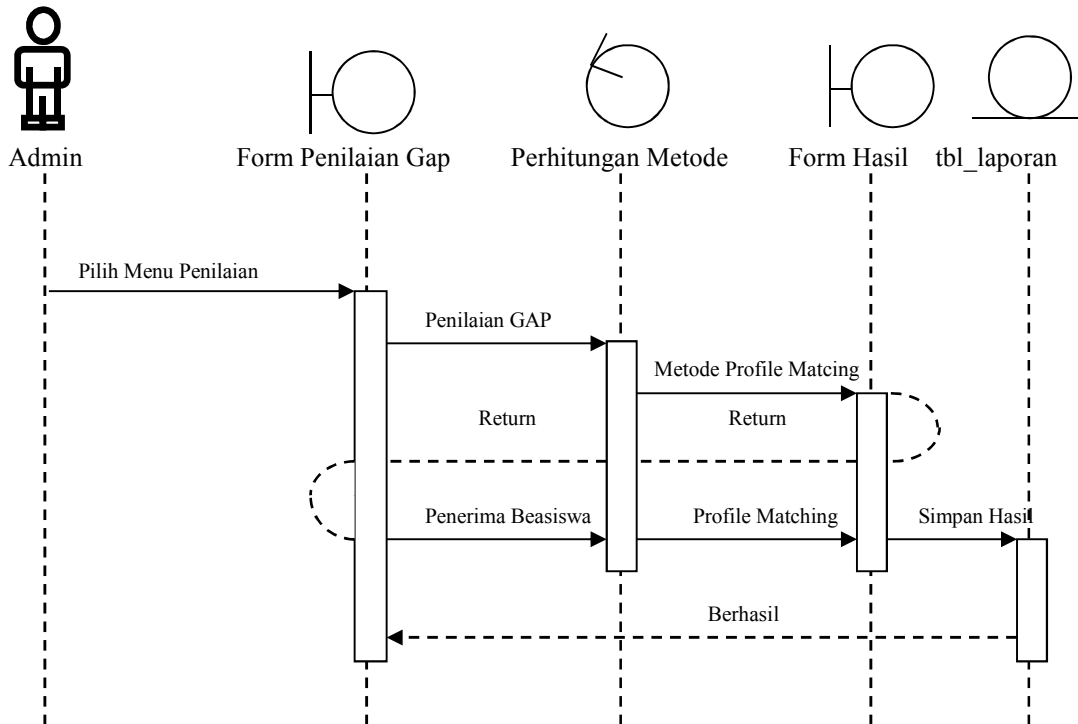 Admin
Form Penilaian Gap
Perhitungan Metode
Form Hasil
tbl_laporan
Pilih Menu Penilaian
Penilaian GAP
Metode Profile Matcing
Return
Return
Penerima Beasiswa
Profile Matching
Simpan Hasil
Berhasil